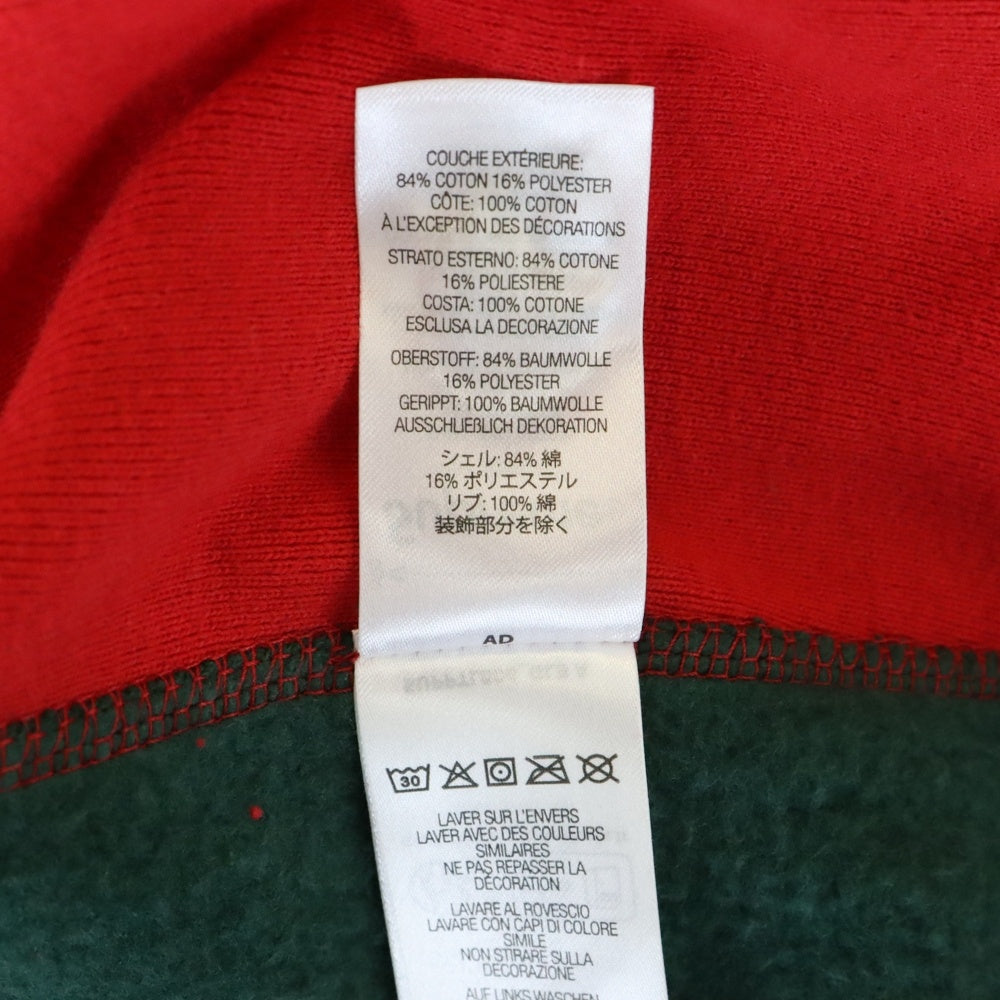 COUCHE EXTÉRIEURE:
84% COTON 16% POLYESTER
CÔTE: 100% COTON
À L'EXCEPTION DES DÉCORATIONS
STRATO ESTERNO: 84% COTONE
16% POLIESTERE
COSTA: 100% COTONE
ESCLUSA LA DECORAZIONE
OBERSTOFF: 84% BAUMWOLLE
16% POLYESTER
GERIPPT: 100% BAUMWOLLE
AUSSCHLIEßLICH DEKORATION
シェル: 84% 綿
16% ポリエステル
リブ: 100% 綿
装飾部分を除く
AD
30
LAVER SUR L'ENVERS
LAVER AVEC DES COULEURS
SIMILAIRES
NE PAS REPASSER LA
DÉCORATION
LAVARE AL ROVESCIO
LAVARE CON CAPI DI COLORE
SIMILE
NON STIRARE SULLA
DECORAZIONE
AUF LINKS WASCHEN